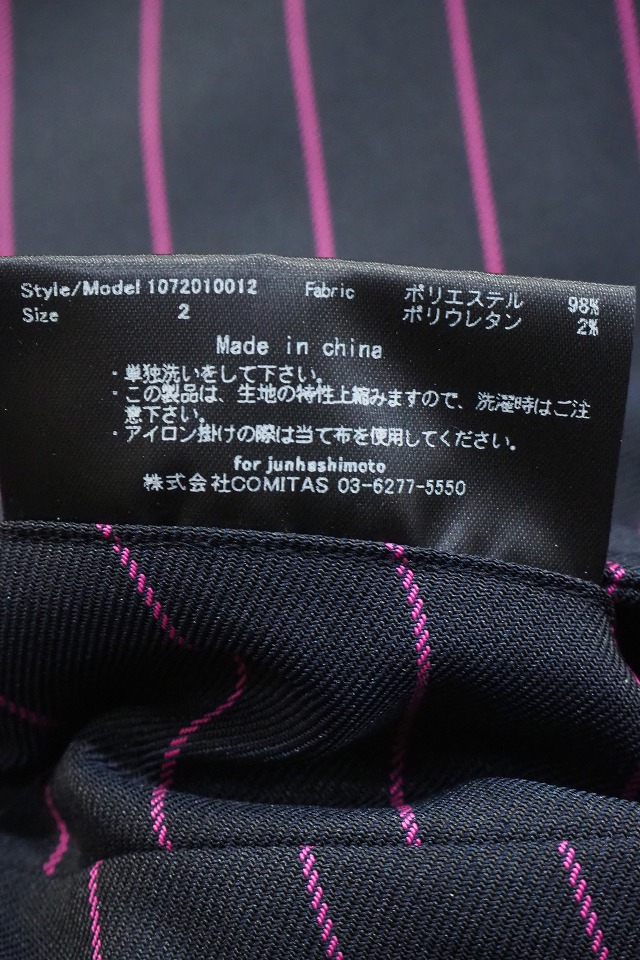 Style/Model 1072010012 Fabric ポリエステル 98%
Size 2 ポリウレタン 2%
Made in china
・単独洗いをして下さい。
・この製品は、生地の特性上縮みますので、洗濯時はご注
意下さい。
・アイロン掛けの際は当て布を使用してください。
for junhashimoto
株式会社COMITAS 03-6277-5550